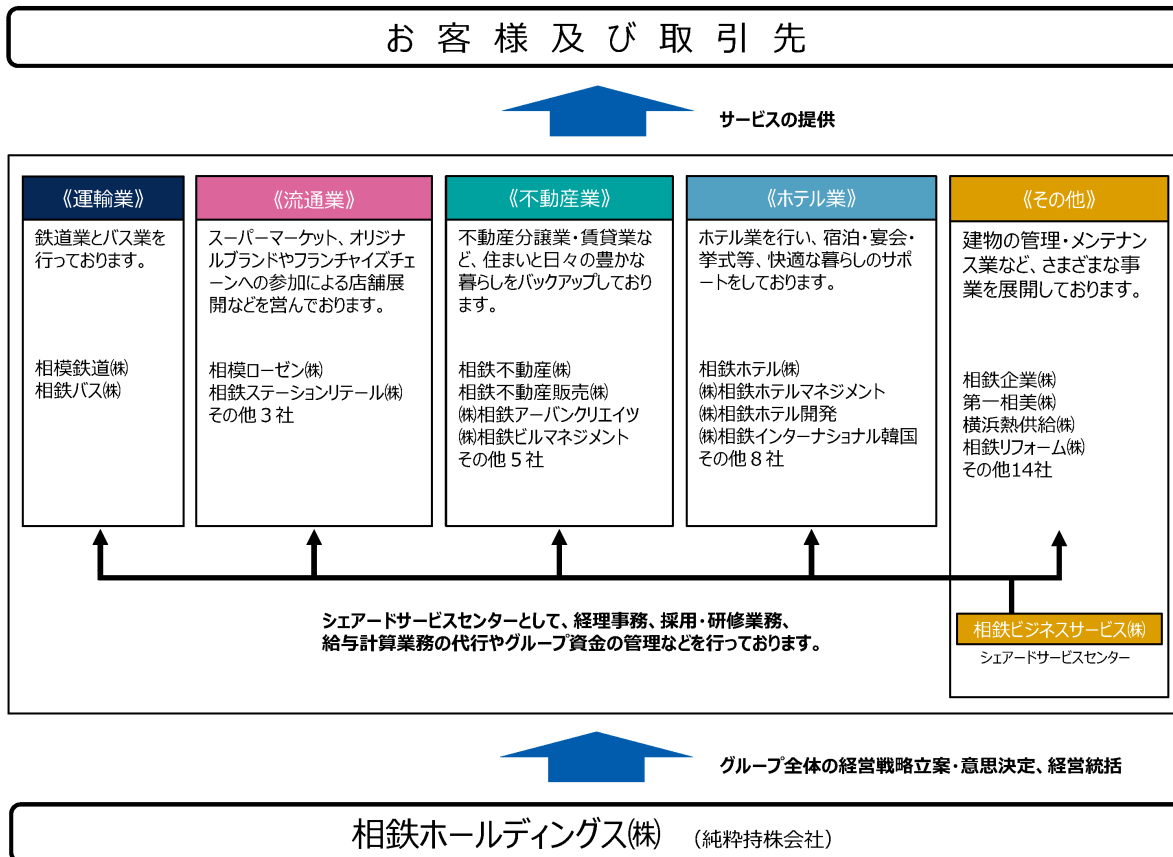 お客様及び取引先
サービスの提供
《運輸業》
鉄道業とバス業を
行っております。
相模鉄道㈱
相鉄バス㈱
《流通業》
スーパーマーケット、オリジナ
ルブランドやフランチャイズチェ
ーンへの参加による店舗展
開などを営んでおります。
相模ローゼン㈱
相鉄ステーションリテール㈱
その他３社
《不動産業》
不動産分譲業・賃貸業な
ど、住まいと日々の豊かな
暮らしをバックアップしており
ます。
相鉄不動産㈱
相鉄不動産販売㈱
㈱相鉄アーバンクリエイツ
㈱相鉄ビルマネジメント
その他５社
《ホテル業》
ホテル業を行い、宿泊・宴会・
挙式等、快適な暮らしのサポ
ートをしております。
相鉄ホテル㈱
㈱相鉄ホテルマネジメント
㈱相鉄ホテル開発
㈱相鉄インターナショナル韓国
その他８社
《その他》
建物の管理・メンテナン
ス業など、さまざまな事
業を展開しております。
相鉄企業㈱
第一相美㈱
横浜熱供給㈱
相鉄リフォーム㈱
その他14社
シェアードサービスセンターとして、経理事務、採用・研修業務、
給与計算業務の代行やグループ資金の管理などを行っております。
相鉄ビジネスサービス㈱
シェアードサービスセンター
グループ全体の経営戦略立案・意思決定、経営統括
相鉄ホールディングス㈱ （純粋持株会社）